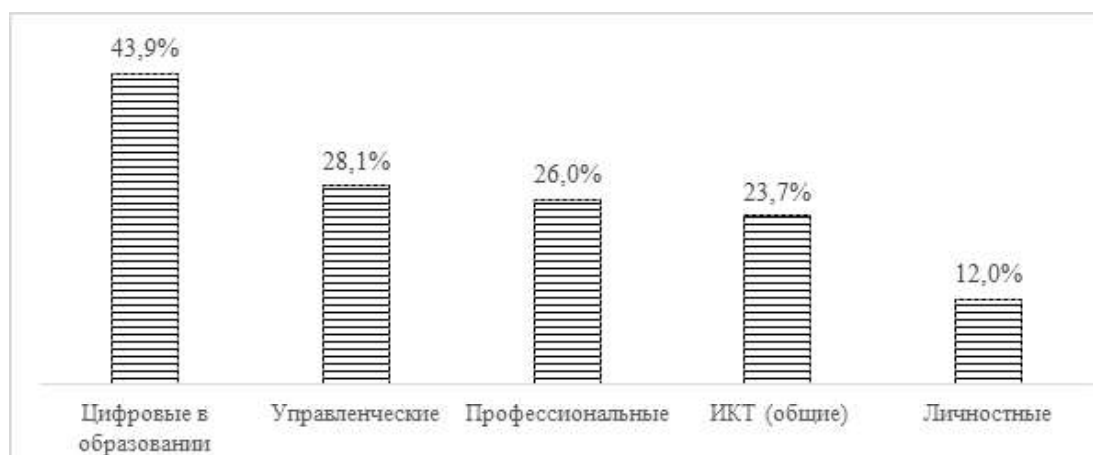 43,9%
28,1%
26,0%
23,7%
12,0%
Цифровые в
образовании
Управленческие
Профессиональные
ИКТ (общие)
Личностные